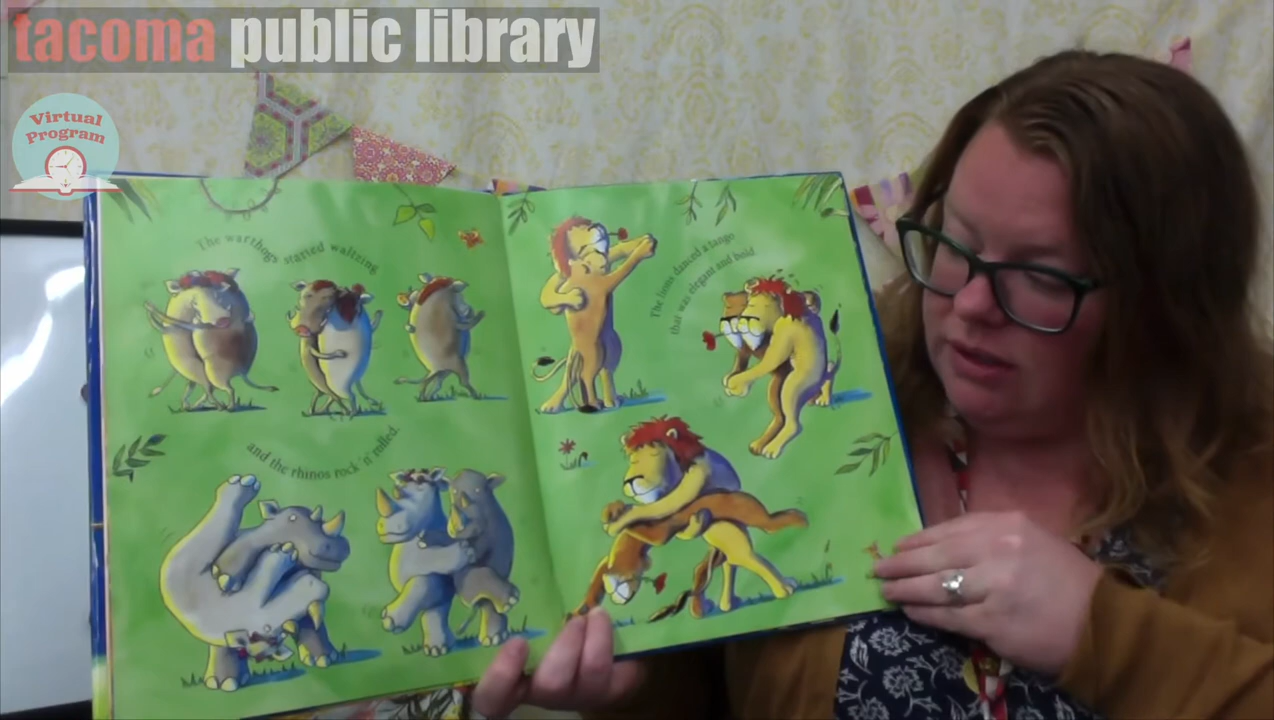 tacoma public library
Virtual
Program
The warthogs started waltzing
and the rhinos rock 'n' rolled.
The lions danced a tango
that was elegant and bold.